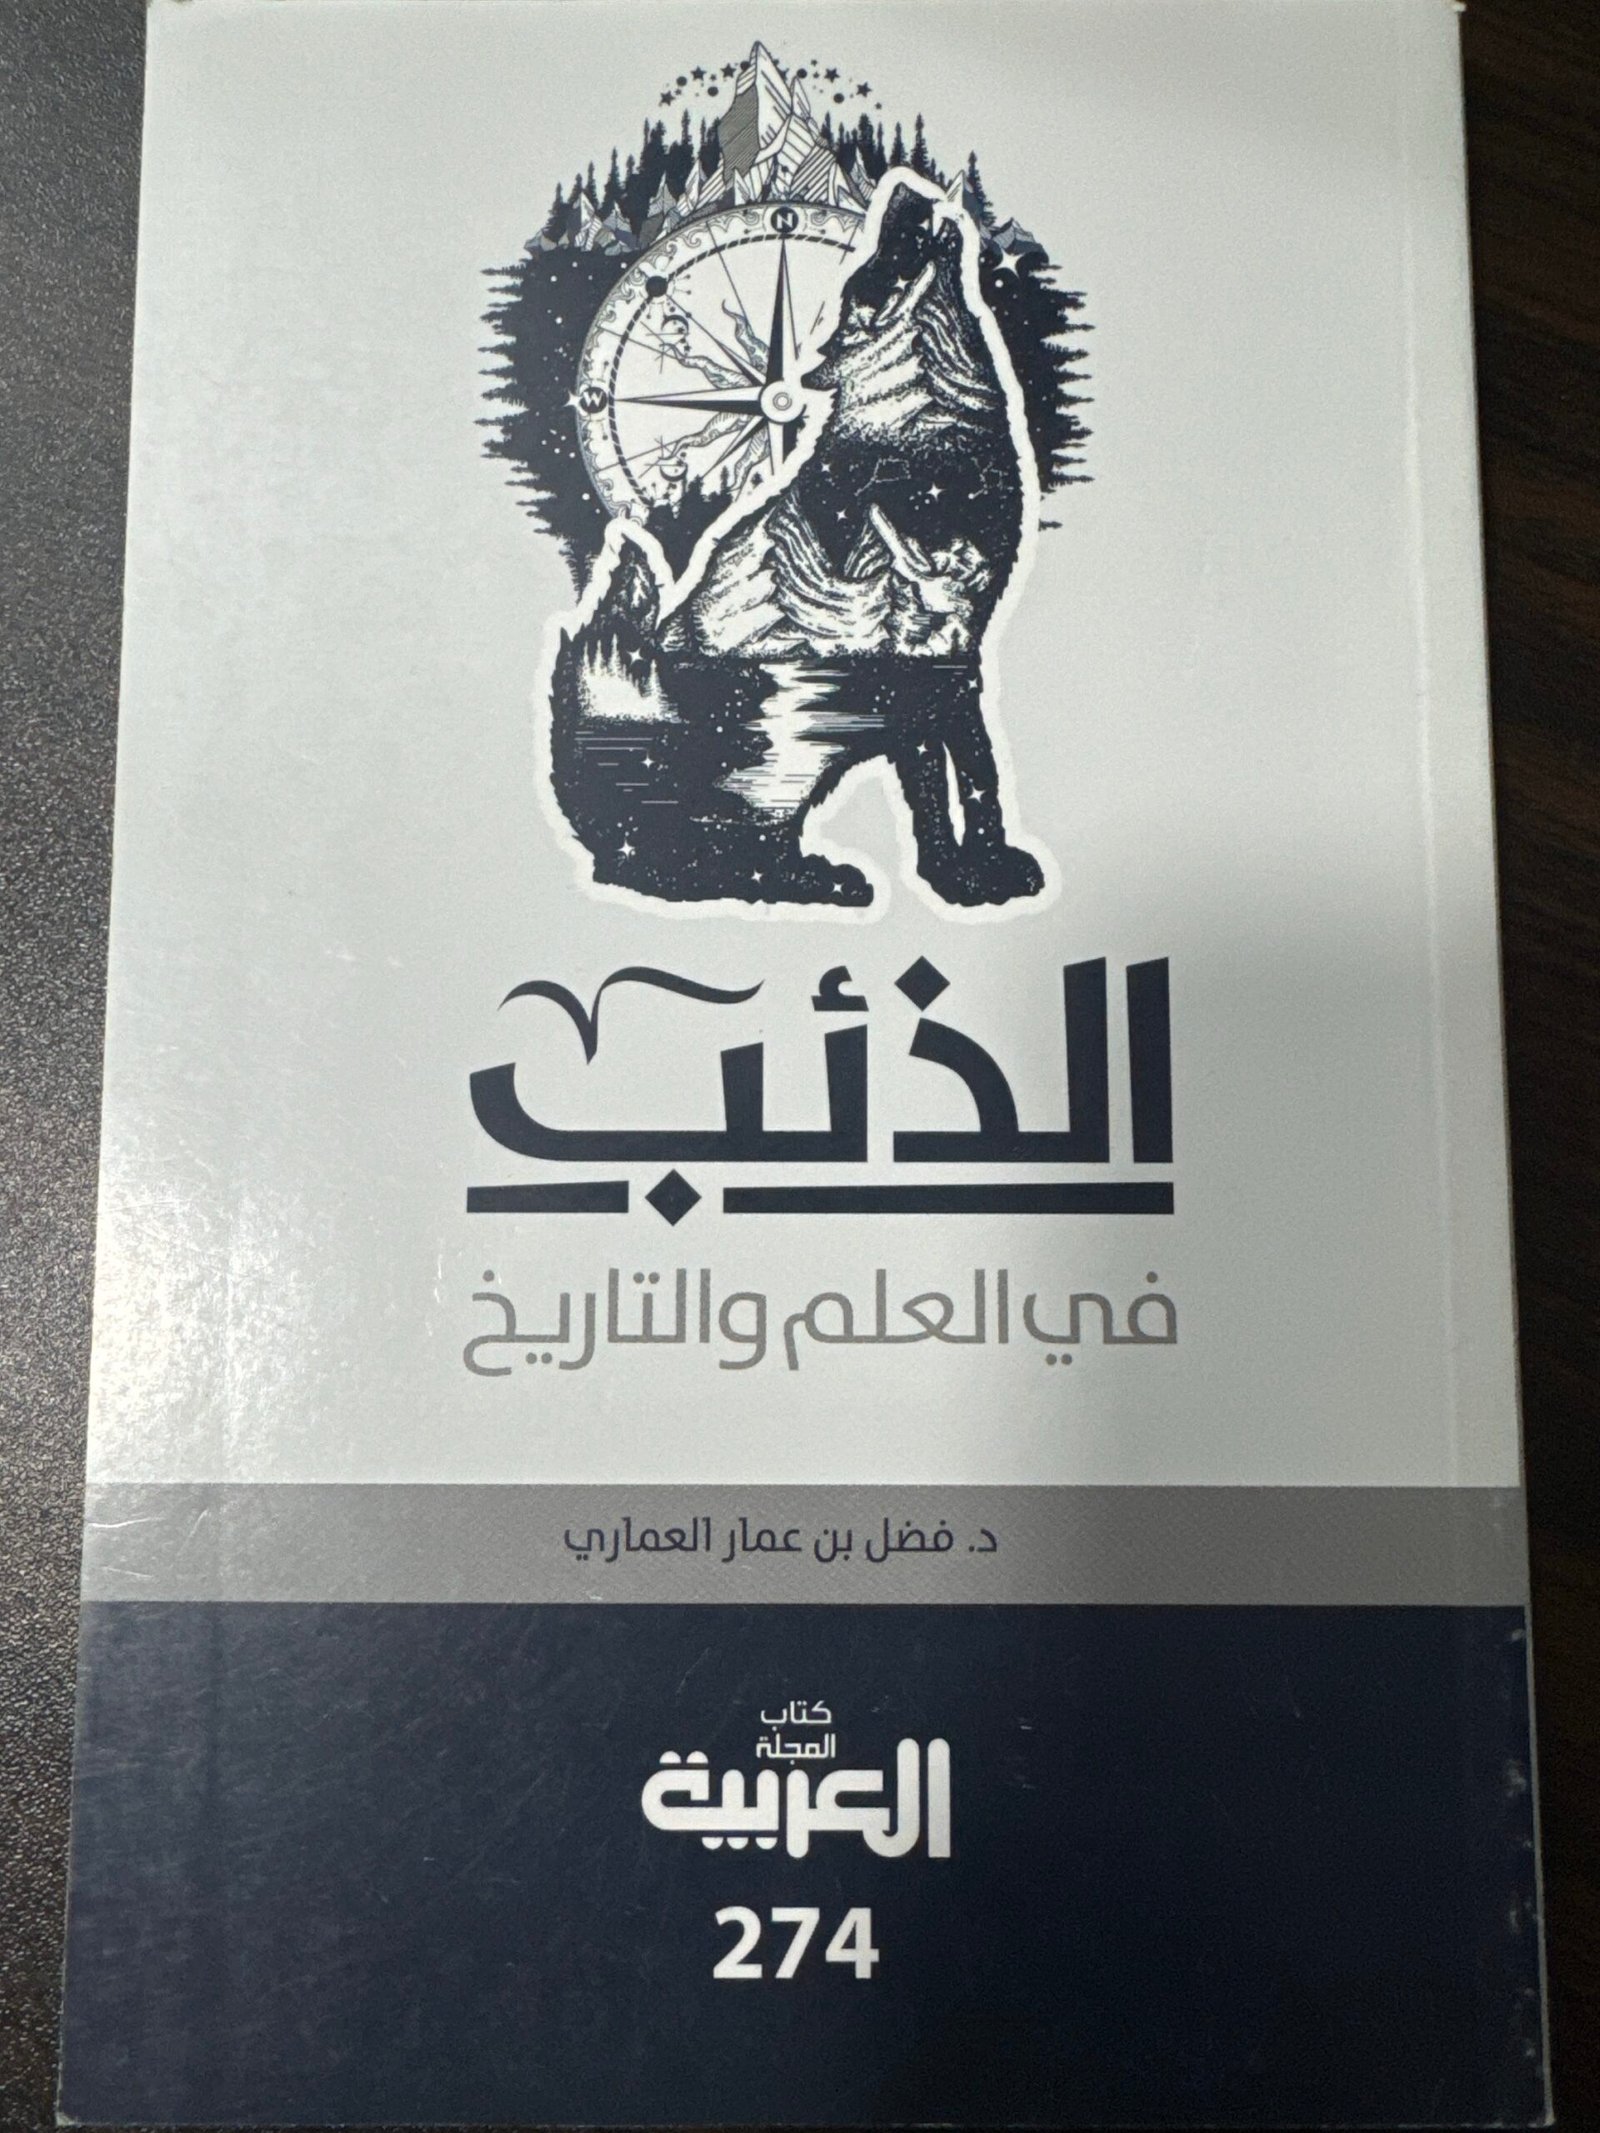 N
W
الذئب
في العلم والتاريخ
د. فضل بن عمار العماري
كتاب
المجلة
العربية
274